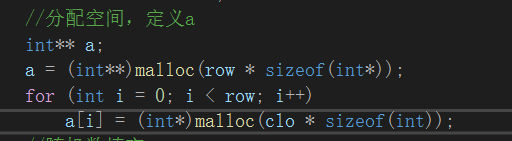 //分配空间，定义a
int** a;
a = (int**)malloc(row * sizeof(int*));
for (int i = 0; i < row; i++)
a[i] = (int*)malloc(clo * sizeof(int));